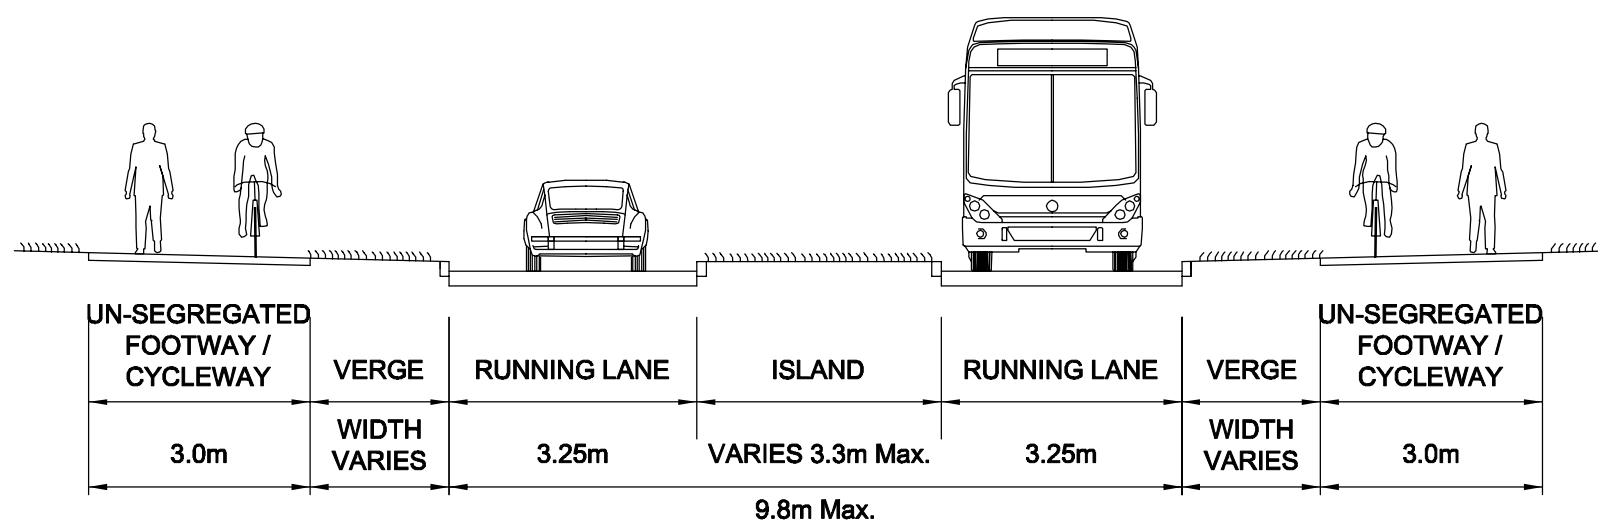 UN-SEGREGATED
FOOTWAY /
CYCLEWAY
VERGE
RUNNING LANE
ISLAND
RUNNING LANE
VERGE
UN-SEGREGATED
FOOTWAY /
CYCLEWAY
3.0m
WIDTH
VARIES
3.25m
VARIES 3.3m Max.
3.25m
WIDTH
VARIES
3.0m
9.8m Max.